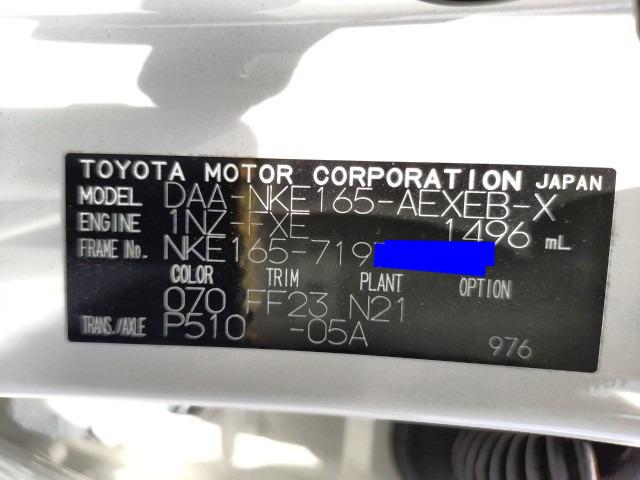 TOYOTA MOTOR CORPORATION JAPAN
MODEL DAA-NKE165-AEXEB-X
ENGINE 1NZ-FXE 1496 mL
FRAME No. NKE165-719
COLOR TRIM PLANT OPTION
070 FF23 N21
TRANS./AXLE P510 -05A
976